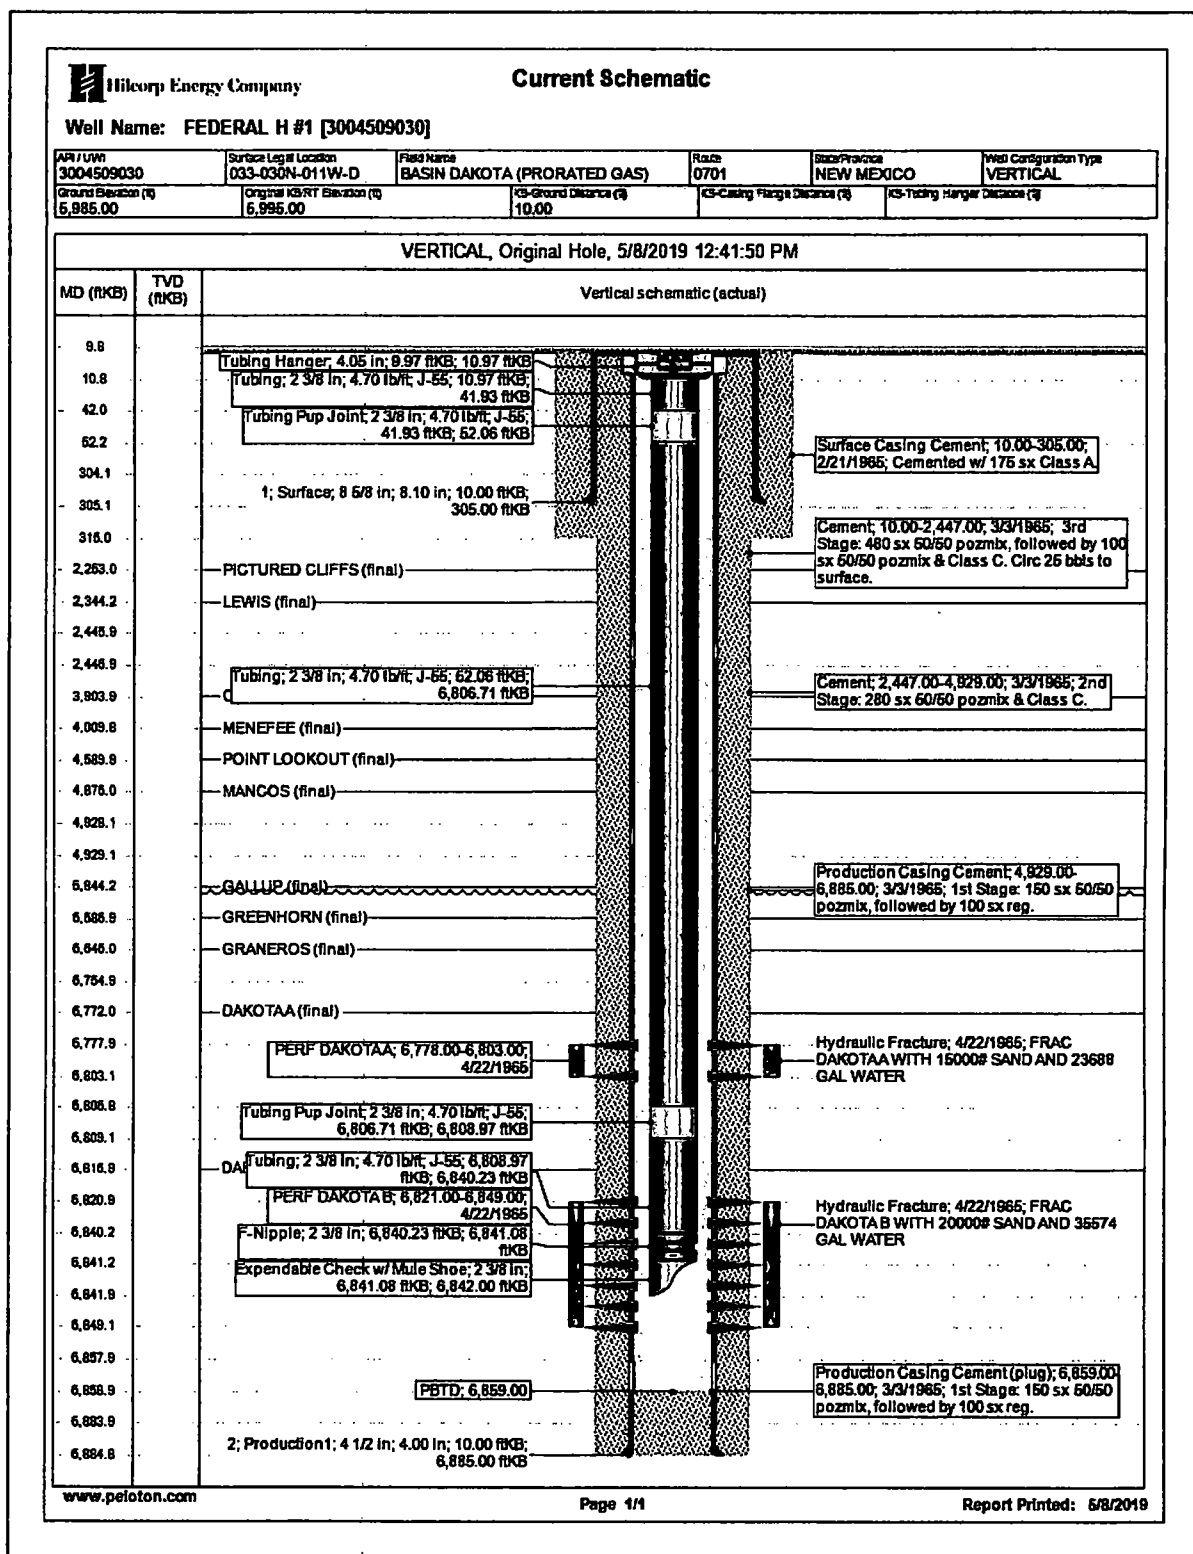 Hilcorp Energy Company
Current Schematic
Well Name: FEDERAL H #1 [3004509030]
API / UWI
3004509030
Surface Legal Location
033-030N-011W-D
Field Name
BASIN DAKOTA (PRORATED GAS)
Route
0701
State/Province
NEW MEXICO
Well Configuration Type
VERTICAL
Ground Elevation (ft)
5,985.00
Original KB/RT Elevation (ft)
5,995.00
KB-Ground Distance (ft)
10.00
KB-Casing Flange Distance (ft)
KB-Tubing Hanger Distance (ft)
VERTICAL, Original Hole, 5/8/2019 12:41:50 PM
MD (ftKB)
TVD
(ftKB)
Vertical schematic (actual)
9.8
10.8
42.0
52.2
304.1
305.1
315.0
2,253.0
2,344.2
2,445.9
2,446.9
3,903.9
4,009.8
4,589.9
4,876.0
4,928.1
4,929.1
5,844.2
6,586.9
6,646.0
6,754.9
6,772.0
6,777.9
6,803.1
6,806.8
6,809.1
6,816.9
6,820.9
6,840.2
6,841.2
6,841.9
6,849.1
6,857.9
6,858.9
6,883.9
6,884.8
Tubing Hanger; 4.05 in; 9.97 ftKB; 10.97 ftKB
Tubing; 2 3/8 in; 4.70 lb/ft; J-55; 10.97 ftKB;
41.93 ftKB
Tubing Pup Joint; 2 3/8 in; 4.70 lb/ft; J-55;
41.93 ftKB; 52.06 ftKB
1; Surface; 8 5/8 in; 8.10 in; 10.00 ftKB;
305.00 ftKB
PICTURED CLIFFS (final)
LEWIS (final)
Tubing; 2 3/8 in; 4.70 lb/ft; J-55; 52.06 ftKB;
6,806.71 ftKB
C
MENEFEE (final)
POINT LOOKOUT (final)
MANCOS (final)
GALLUP (final)
GREENHORN (final)
GRANEROS (final)
DAKOTAA (final)
PERF DAKOTAA; 6,778.00-6,803.00;
4/22/1965
Tubing Pup Joint; 2 3/8 in; 4.70 lb/ft; J-55;
6,806.71 ftKB; 6,808.97 ftKB
DA
Tubing; 2 3/8 in; 4.70 lb/ft; J-55; 6,808.97
ftKB; 6,840.23 ftKB
PERF DAKOTA B; 6,821.00-6,849.00;
4/22/1965
F-Nipple; 2 3/8 in; 6,840.23 ftKB; 6,841.08
ftKB
Expendable Check w/ Mule Shoe; 2 3/8 in;
6,841.08 ftKB; 6,842.00 ftKB
PBTD; 6,859.00
2; Production1; 4 1/2 in; 4.00 in; 10.00 ftKB;
6,885.00 ftKB
Surface Casing Cement; 10.00-305.00;
2/21/1965; Cemented w/ 175 sx Class A.
Cement; 10.00-2,447.00; 3/3/1965; 3rd
Stage: 480 sx 50/50 pozmix, followed by 100
sx 50/50 pozmix & Class C. Circ 25 bbls to
surface.
Cement; 2,447.00-4,929.00; 3/3/1965; 2nd
Stage: 280 sx 50/50 pozmix & Class C.
Production Casing Cement; 4,929.00-
6,885.00; 3/3/1965; 1st Stage: 150 sx 50/50
pozmix, followed by 100 sx reg.
Hydraulic Fracture; 4/22/1965; FRAC
DAKOTAA WITH 15000# SAND AND 23688
GAL WATER
Hydraulic Fracture; 4/22/1965; FRAC
DAKOTA B WITH 20000# SAND AND 35574
GAL WATER
Production Casing Cement (plug); 6,859.00-
6,885.00; 3/3/1965; 1st Stage: 150 sx 50/50
pozmix, followed by 100 sx reg.
www.peloton.com
Page 1/1
Report Printed: 5/8/2019